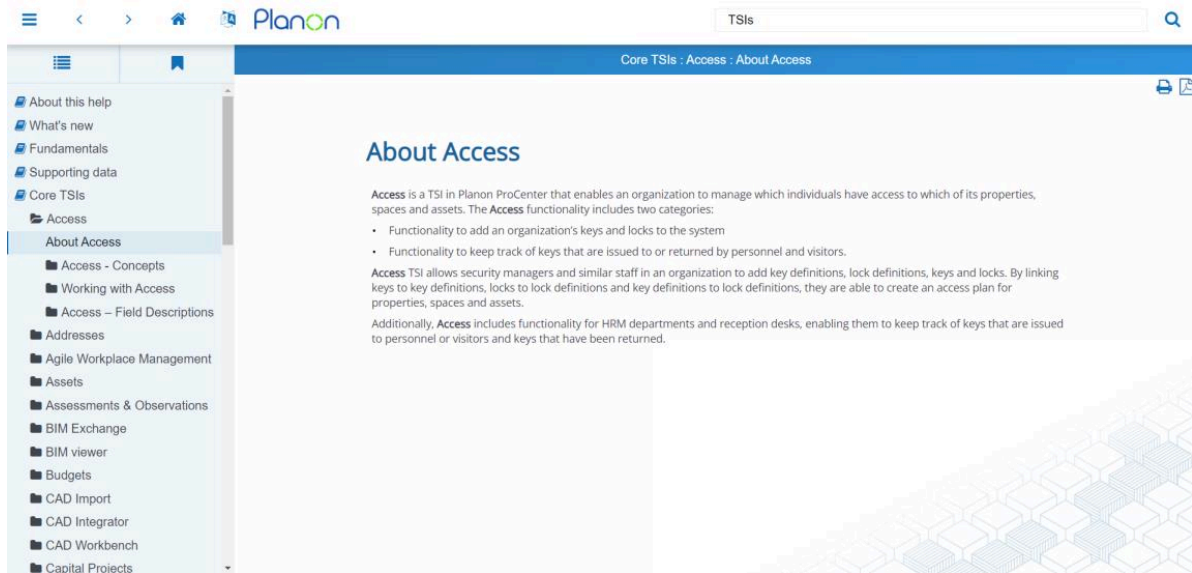 Planon
TSIs
Core TSIs : Access : About Access
About this help
What's new
Fundamentals
Supporting data
Core TSIs
Access
About Access
Access - Concepts
Working with Access
Access – Field Descriptions
Addresses
Agile Workplace Management
Assets
Assessments & Observations
BIM Exchange
BIM viewer
Budgets
CAD Import
CAD Integrator
CAD Workbench
Capital Projects
About Access
Access is a TSI in Planon ProCenter that enables an organization to manage which individuals have access to which of its properties,
spaces and assets. The Access functionality includes two categories:
• Functionality to add an organization's keys and locks to the system
• Functionality to keep track of keys that are issued to or returned by personnel and visitors.
Access TSI allows security managers and similar staff in an organization to add key definitions, lock definitions, keys and locks. By linking
keys to key definitions, locks to lock definitions and key definitions to lock definitions, they are able to create an access plan for
properties, spaces and assets.
Additionally, Access includes functionality for HRM departments and reception desks, enabling them to keep track of keys that are issued
to personnel or visitors and keys that have been returned.